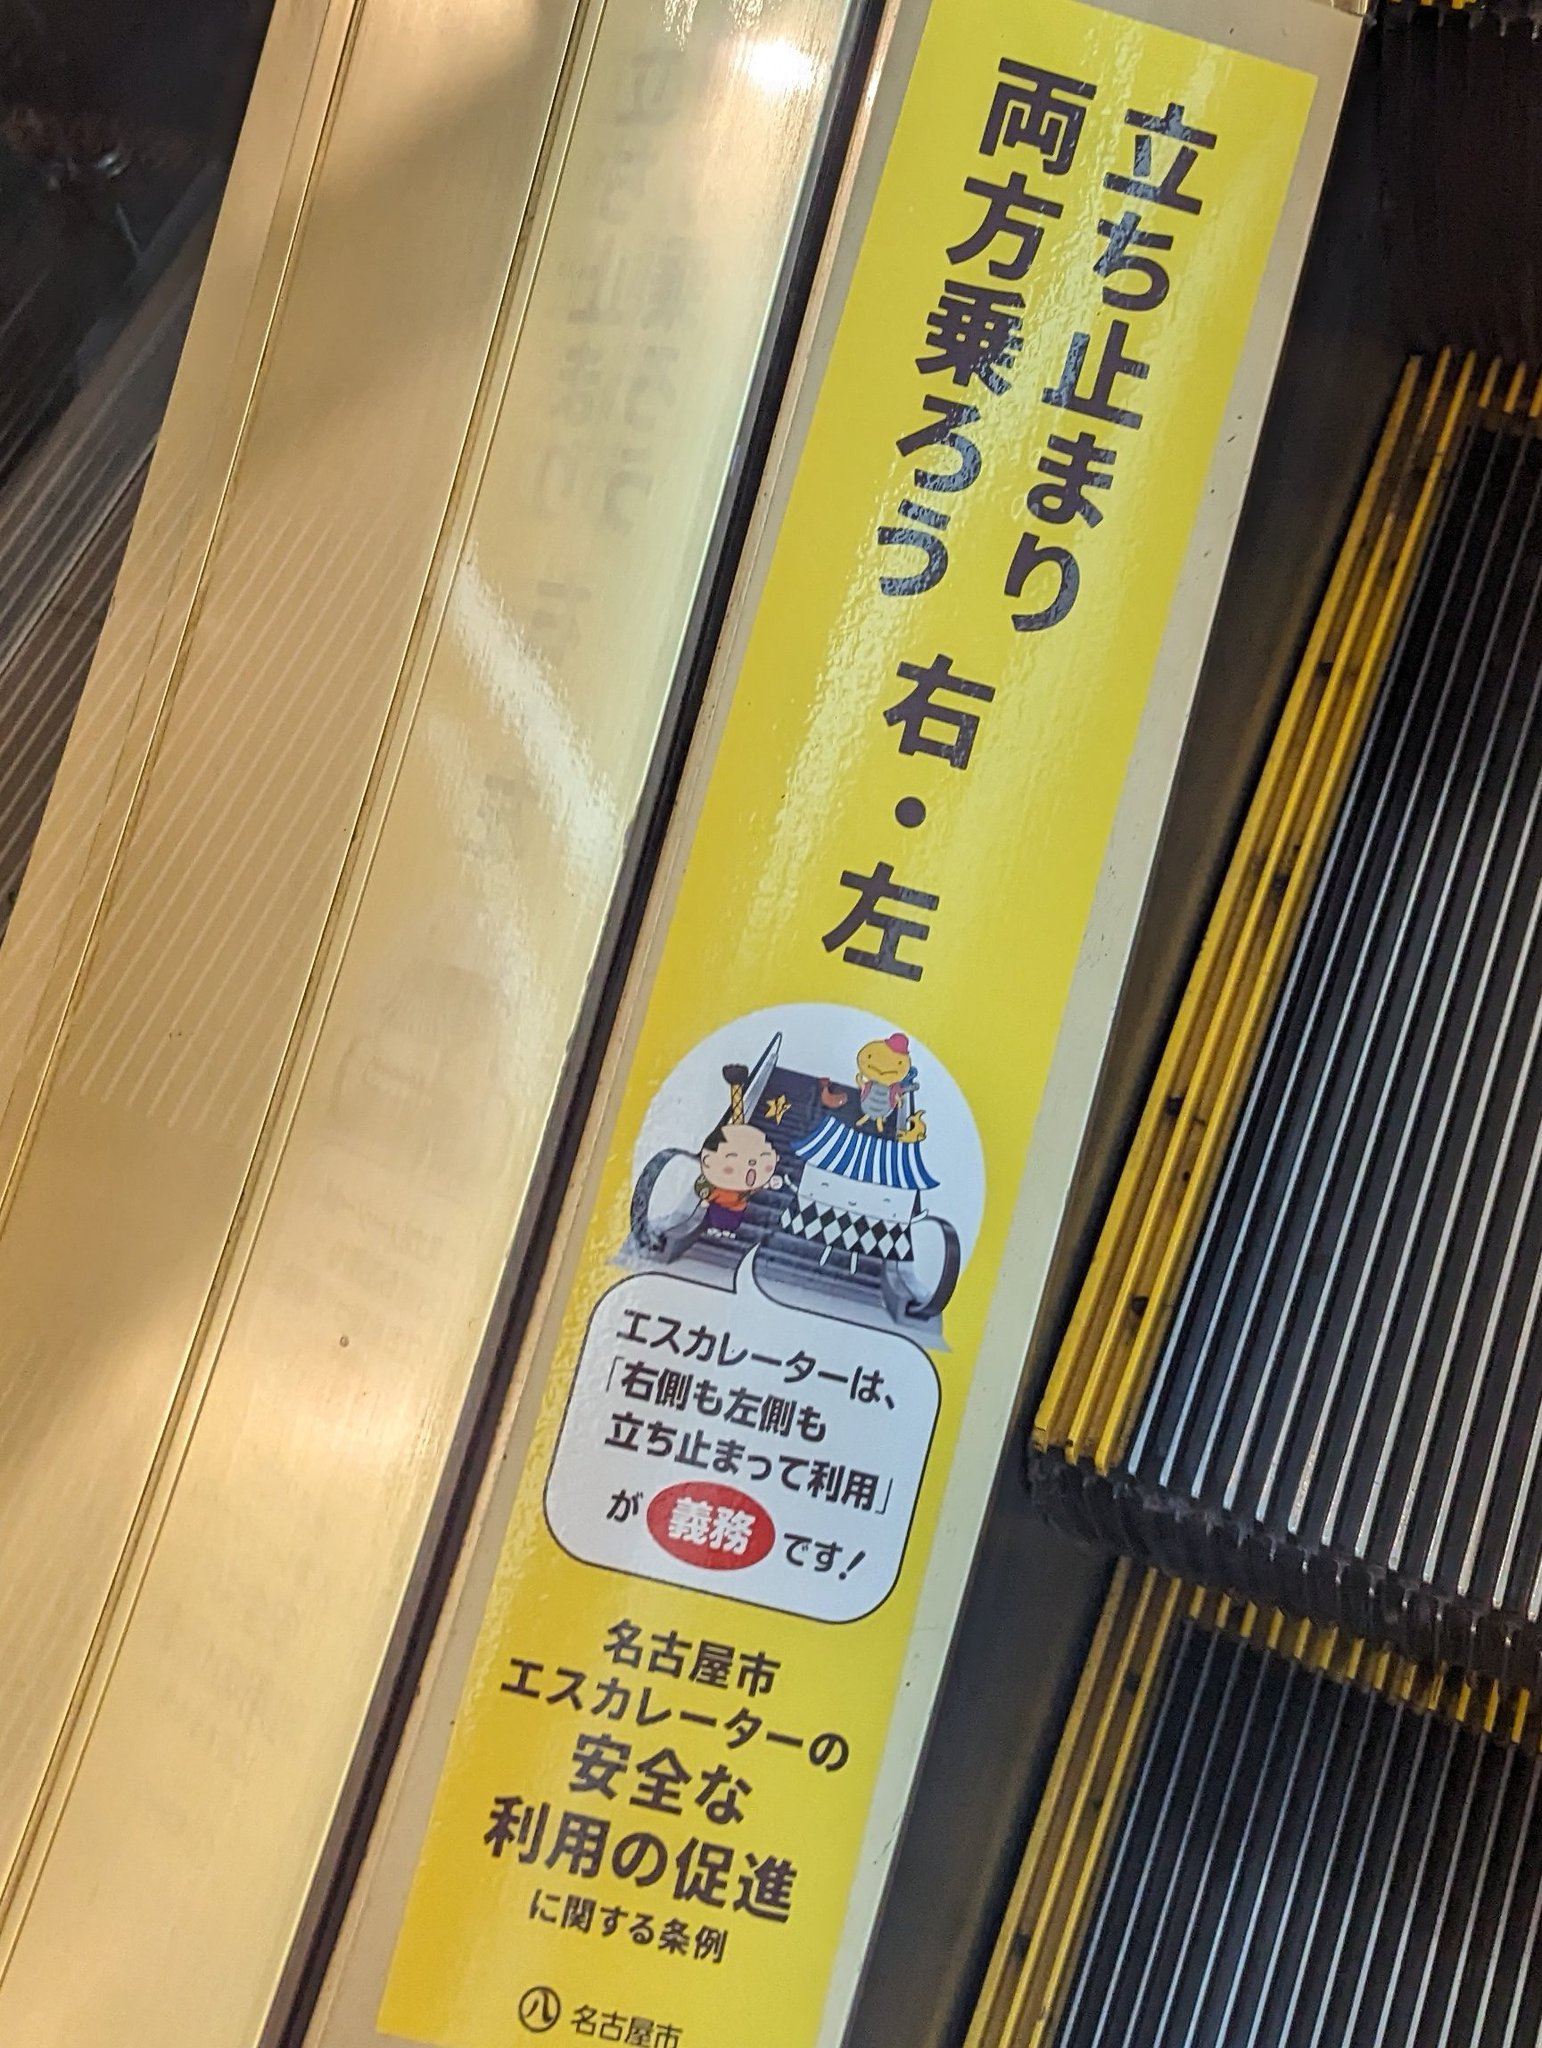 立ち止まり
両方乗ろう 右・左
エスカレーターは、
「右側も左側も
立ち止まって利用」
が 義務 です!
名古屋市
エスカレーターの
安全な
利用の促進
に関する条例
八 名古屋市